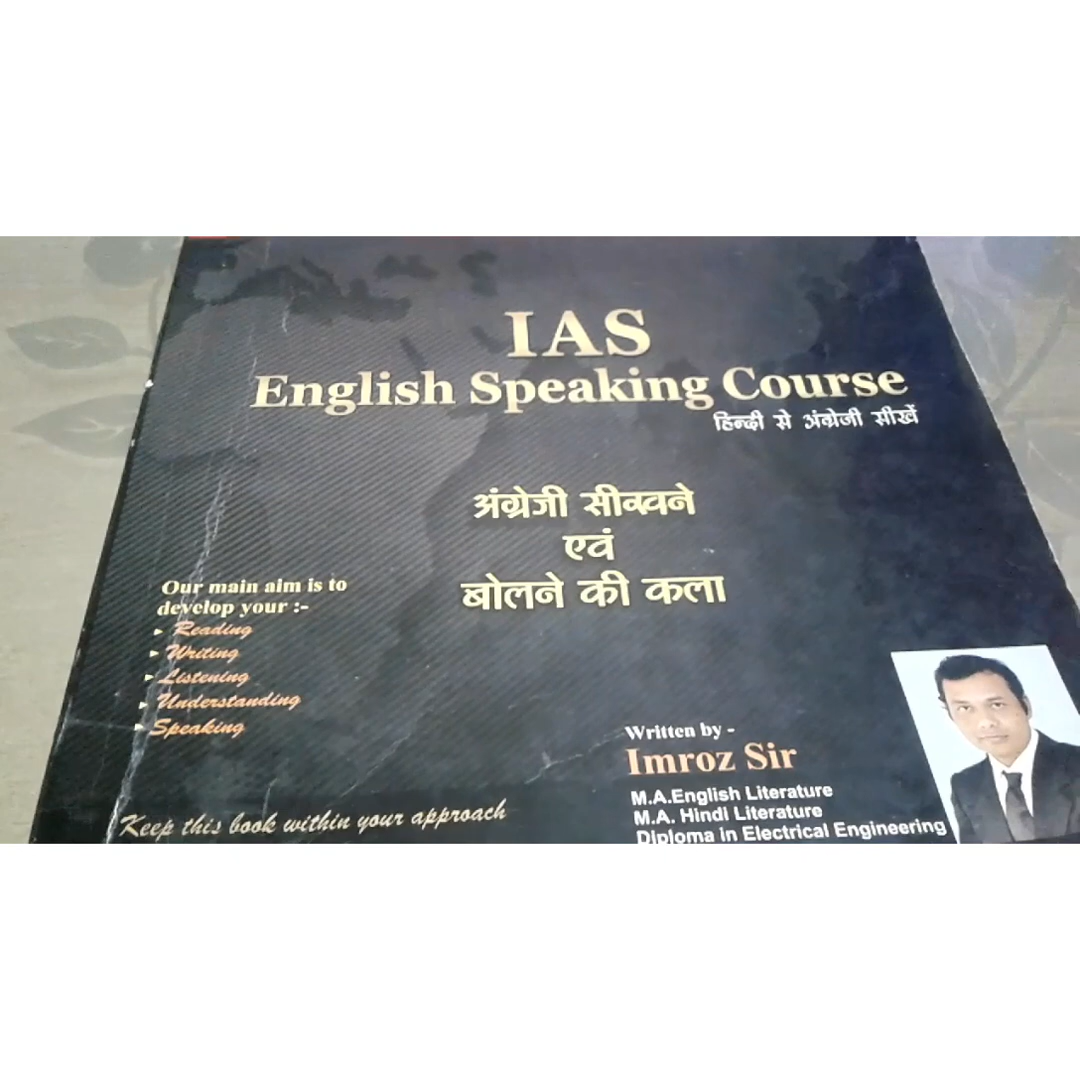 IAS
English Speaking Course
हिन्दी से अंग्रेजी सीखें
अंग्रेजी सीखने
एवं
बोलने की कला
Our main aim is to
develop your :-
Reading
Writing
Listening
Understanding
Speaking
Keep this book within your approach
Written by -
Imroz Sir
M.A.English Literature
M.A. Hindi Literature
Diploma in Electrical Engineering